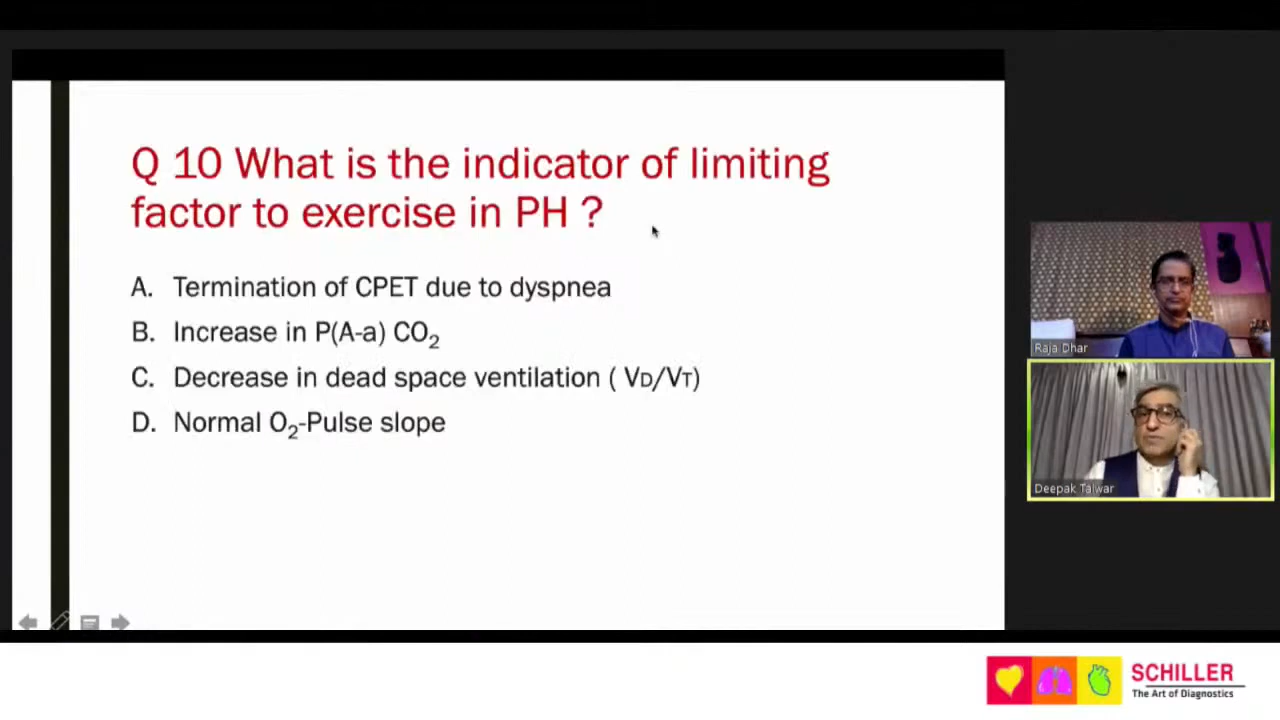 Q 10 What is the indicator of limiting
factor to exercise in PH ?
A. Termination of CPET due to dyspnea
B. Increase in P(A-a) CO₂
C. Decrease in dead space ventilation ( VD/VT)
D. Normal O₂-Pulse slope
Raja Dhar
Deepak Talwar
SCHILLER
The Art of Diagnostics